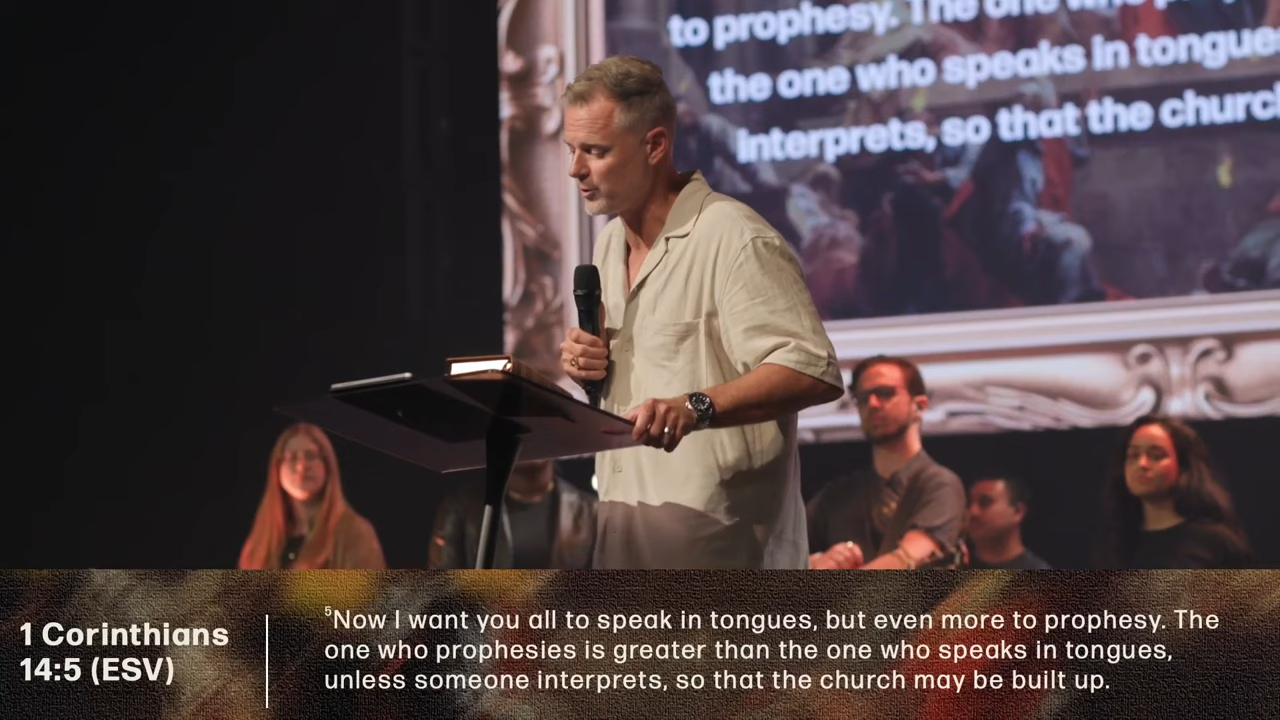 to prophesy. The one who
the one who speaks in tongue
interprets, so that the church
1 Corinthians
14:5 (ESV)
5Now I want you all to speak in tongues, but even more to prophesy. The
one who prophesies is greater than the one who speaks in tongues,
unless someone interprets, so that the church may be built up.